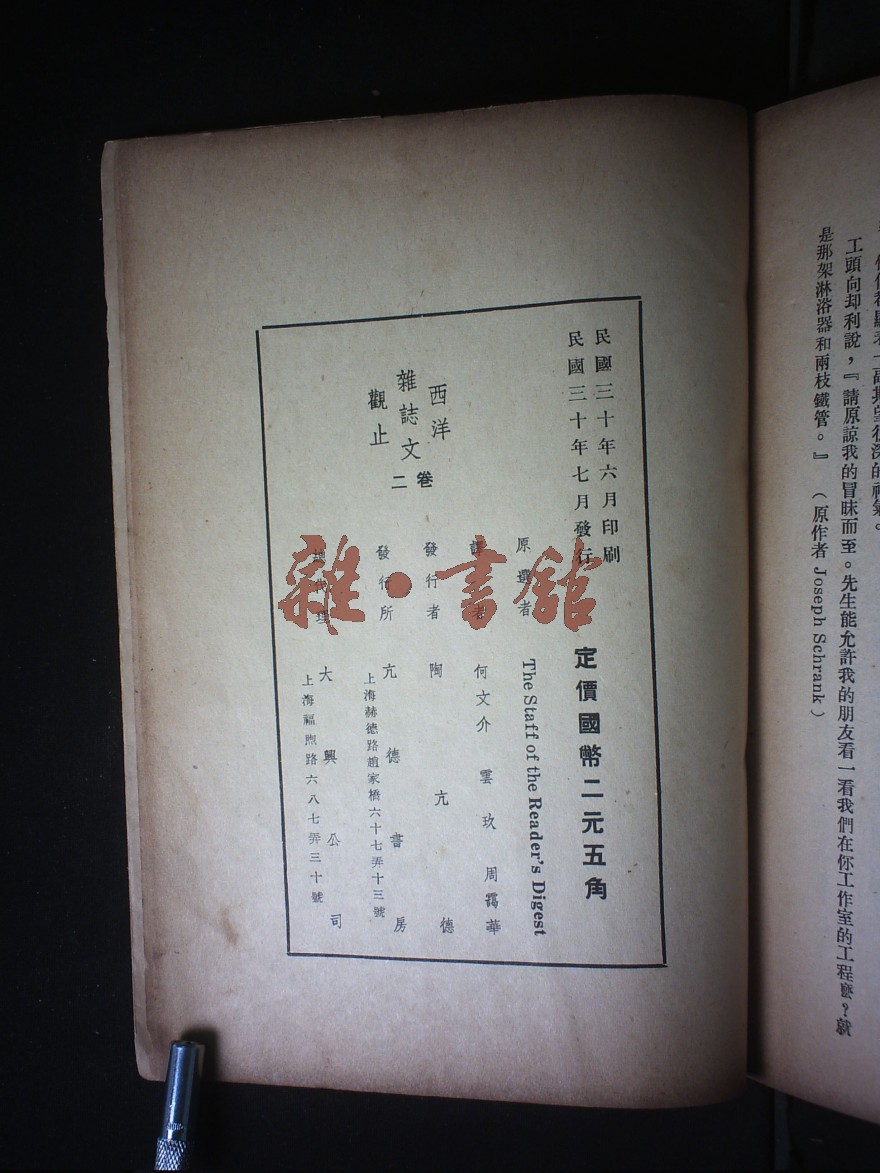 是那架淋浴器和兩枝鐵管。』　（原作者 Joseph Schrank）
工頭向却利說，『請原諒我的冒昧而至。先生能允許我的朋友看一看我們在你工作室的工程麼？就
民國三十年六月印刷
民國三十年七月發行
定價國幣二元五角
西洋
雜誌文
觀止
卷二
原選者　The Staff of the Reader's Digest
譯者　何文介　雲玖　周靄華
發行者　陶亢德
發行所　亢德書房
上海赫德路趙家橋六十七弄十三號
大興公司
上海福煦路六八七弄三十號
雜·書館